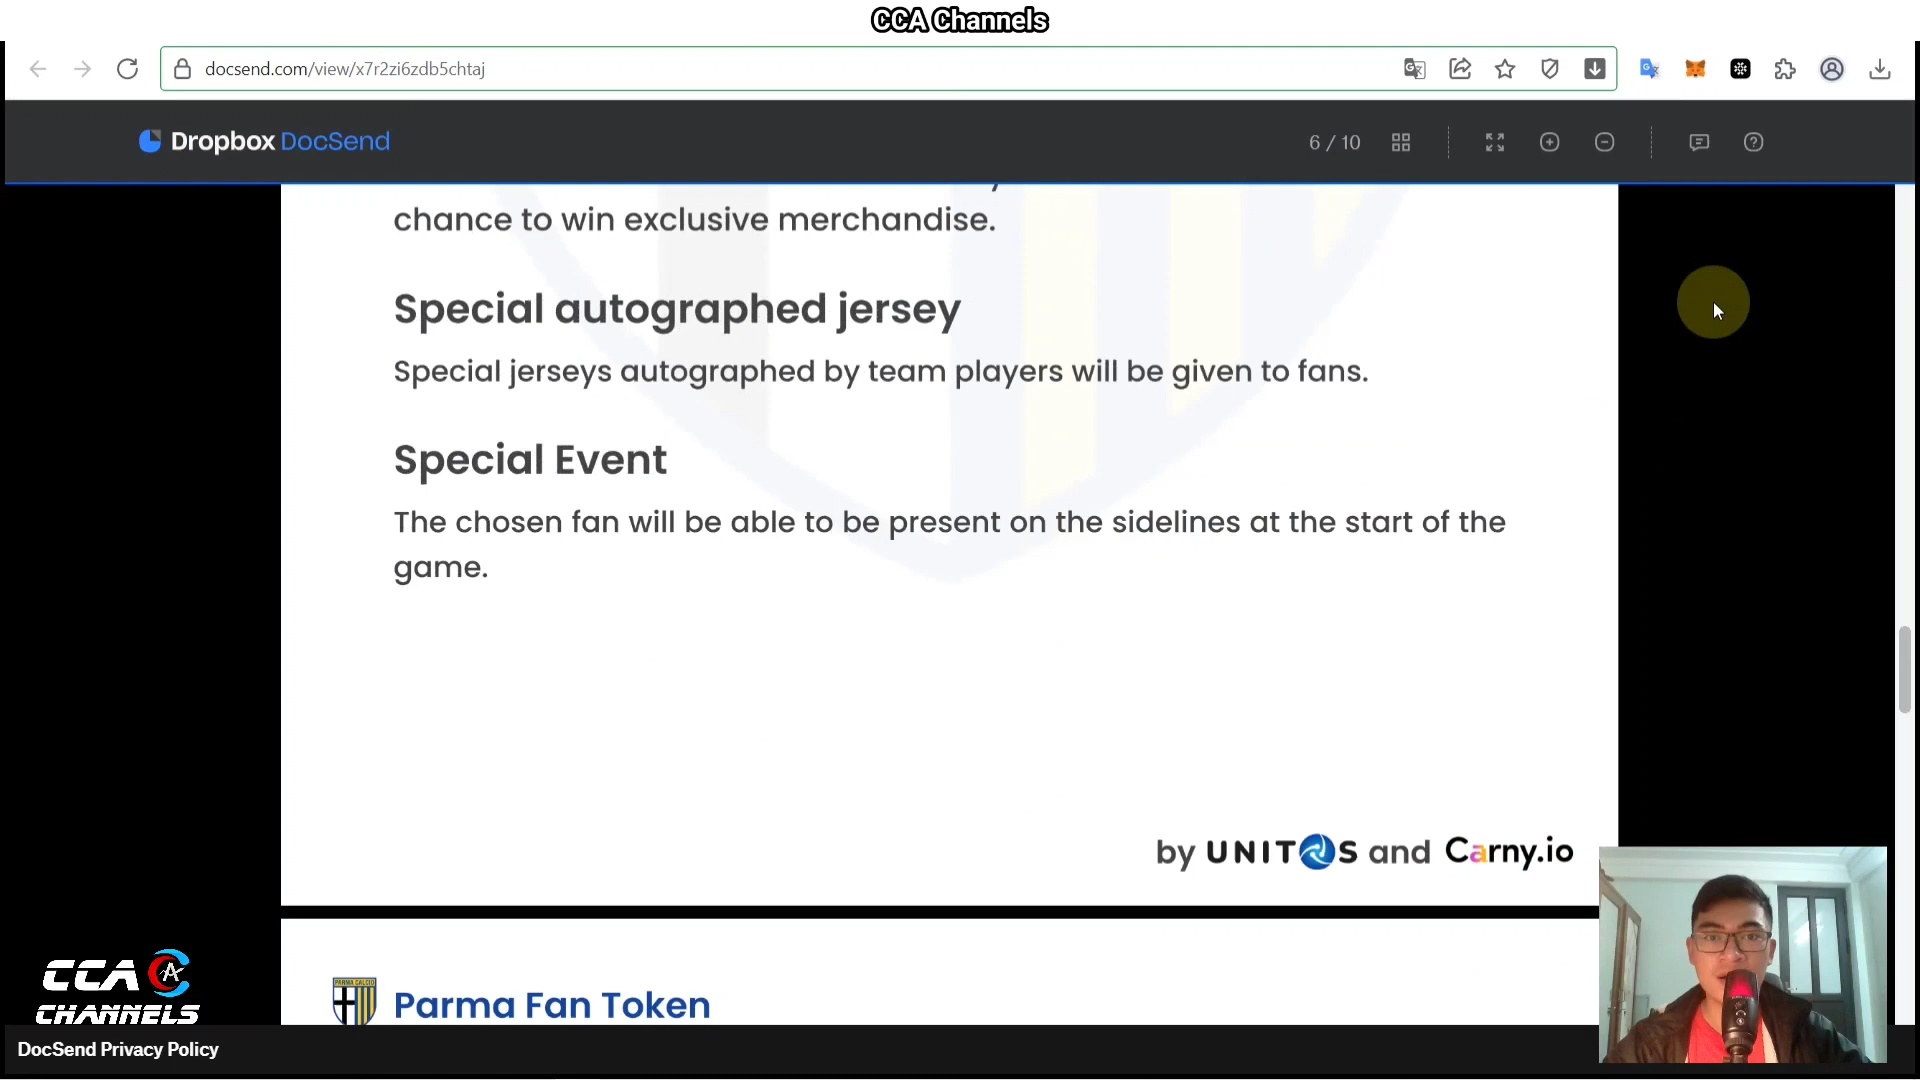 CCA Channels
docsend.com/view/x7r2zi6zdb5chtaj
Dropbox DocSend
6 / 10
chance to win exclusive merchandise.
Special autographed jersey
Special jerseys autographed by team players will be given to fans.
Special Event
The chosen fan will be able to be present on the sidelines at the start of the
game.
by UNITOS and Carny.io
CCA
CHANNELS
PARMA CALCIO
Parma Fan Token
DocSend Privacy Policy